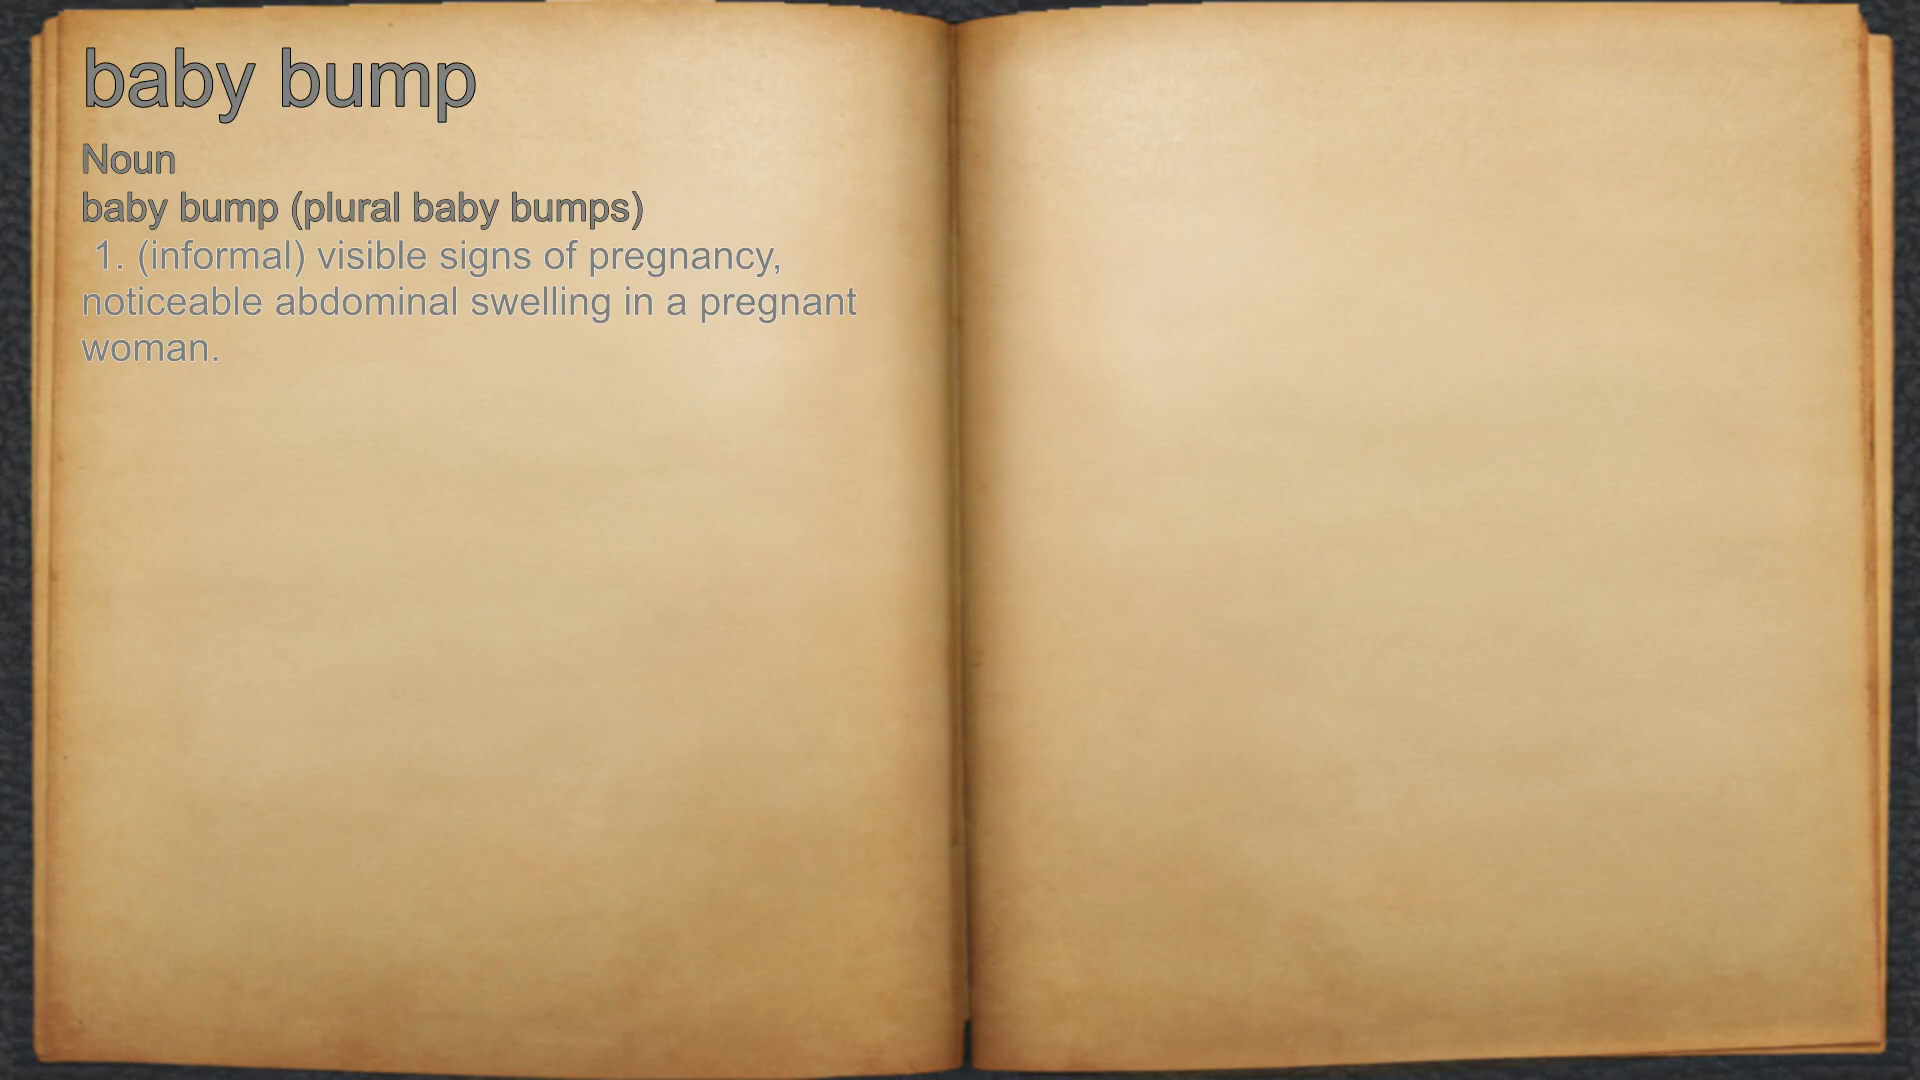 baby bump
Noun
baby bump (plural baby bumps)
1. (informal) visible signs of pregnancy,
noticeable abdominal swelling in a pregnant
woman.